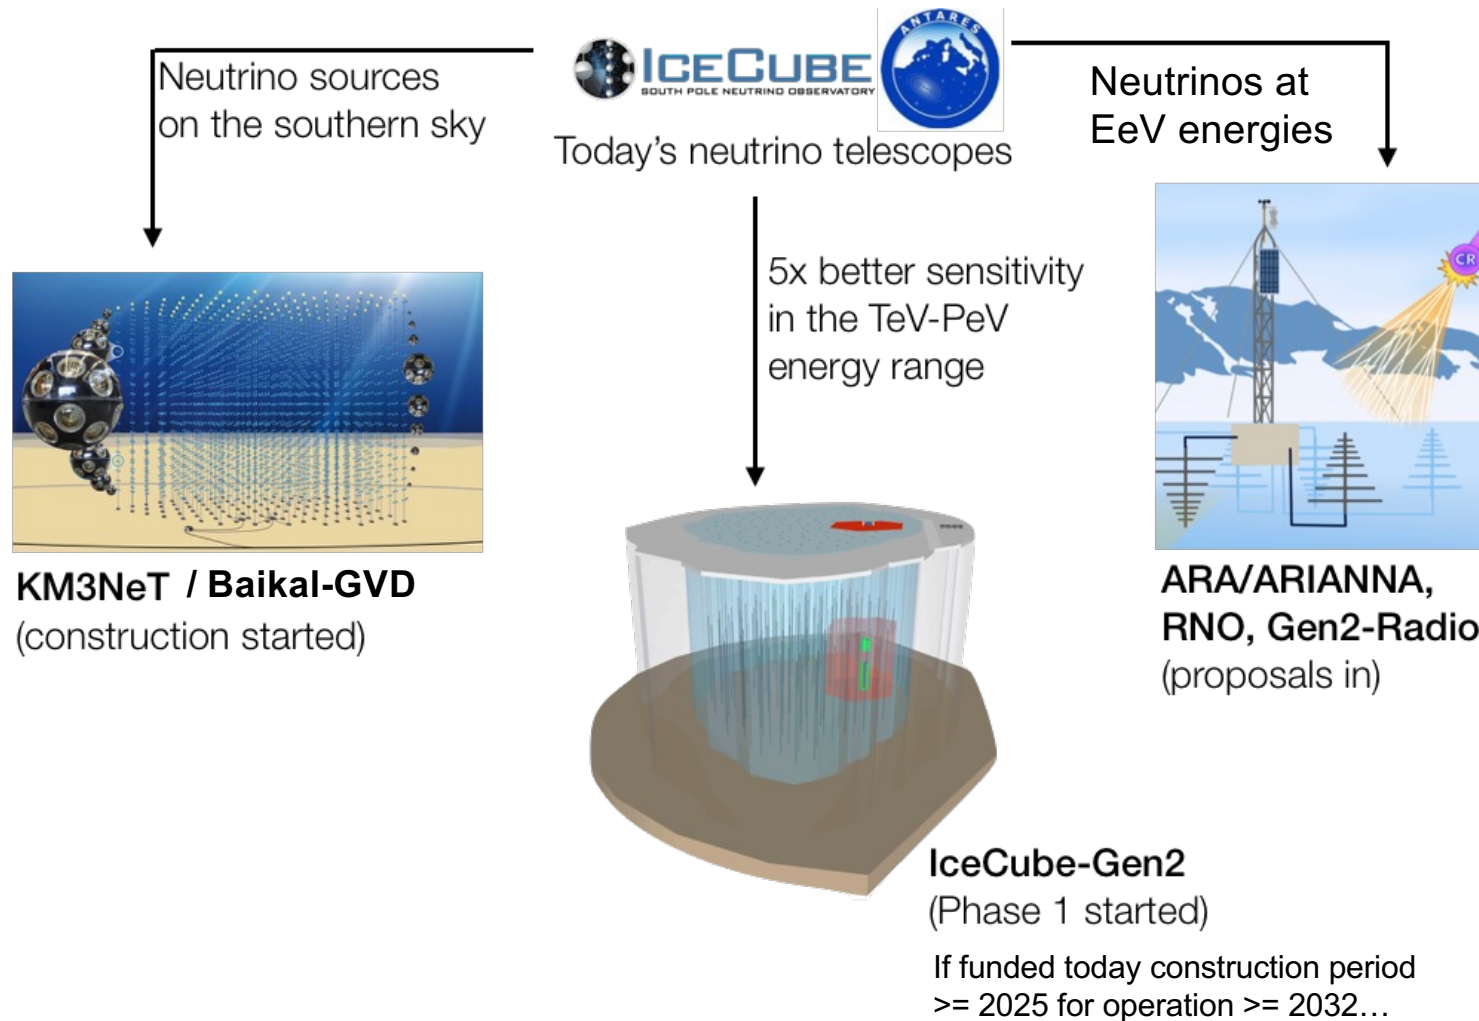 Neutrino sources
on the southern sky
ICECUBE
SOUTH POLE NEUTRINO OBSERVATORY
ANTARES
Today's neutrino telescopes
Neutrinos at
EeV energies
5x better sensitivity
in the TeV-PeV
energy range
CR
KM3NeT / Baikal-GVD
(construction started)
ARA/ARIANNA,
RNO, Gen2-Radio
(proposals in)
IceCube-Gen2
(Phase 1 started)
If funded today construction period
>= 2025 for operation >= 2032…